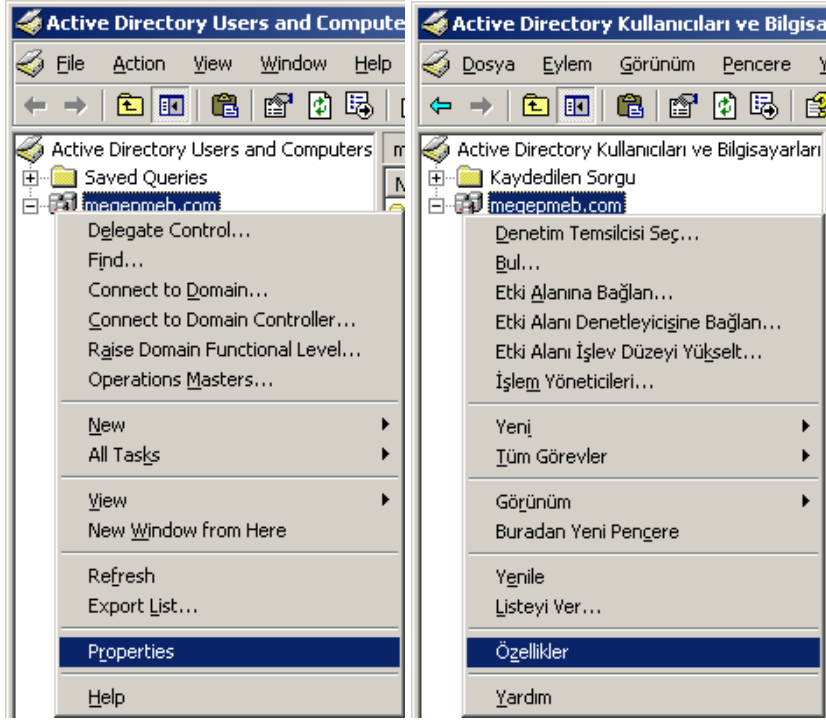 Active Directory Users and Compute
File Action View Window Help
Active Directory Users and Computers
Saved Queries
megepmeb.com
Delegate Control...
Find...
Connect to Domain...
Connect to Domain Controller...
Raise Domain Functional Level...
Operations Masters...
New
All Tasks
View
New Window from Here
Refresh
Export List...
Properties
Help
Active Directory Kullanıcıları ve Bilgisa
Dosya Eylem Görünüm Pencere Y
Active Directory Kullanıcıları ve Bilgisayarları
Kaydedilen Sorgu
megepmeb.com
Denetim Temsilcisi Seç...
Bul...
Etki Alanına Bağlan...
Etki Alanı Denetleyicisine Bağlan...
Etki Alanı İşlev Düzeyi Yükselt...
İşlem Yöneticileri...
Yeni
Tüm Görevler
Görünüm
Buradan Yeni Pencere
Yenile
Listeyi Ver...
Özellikler
Yardım